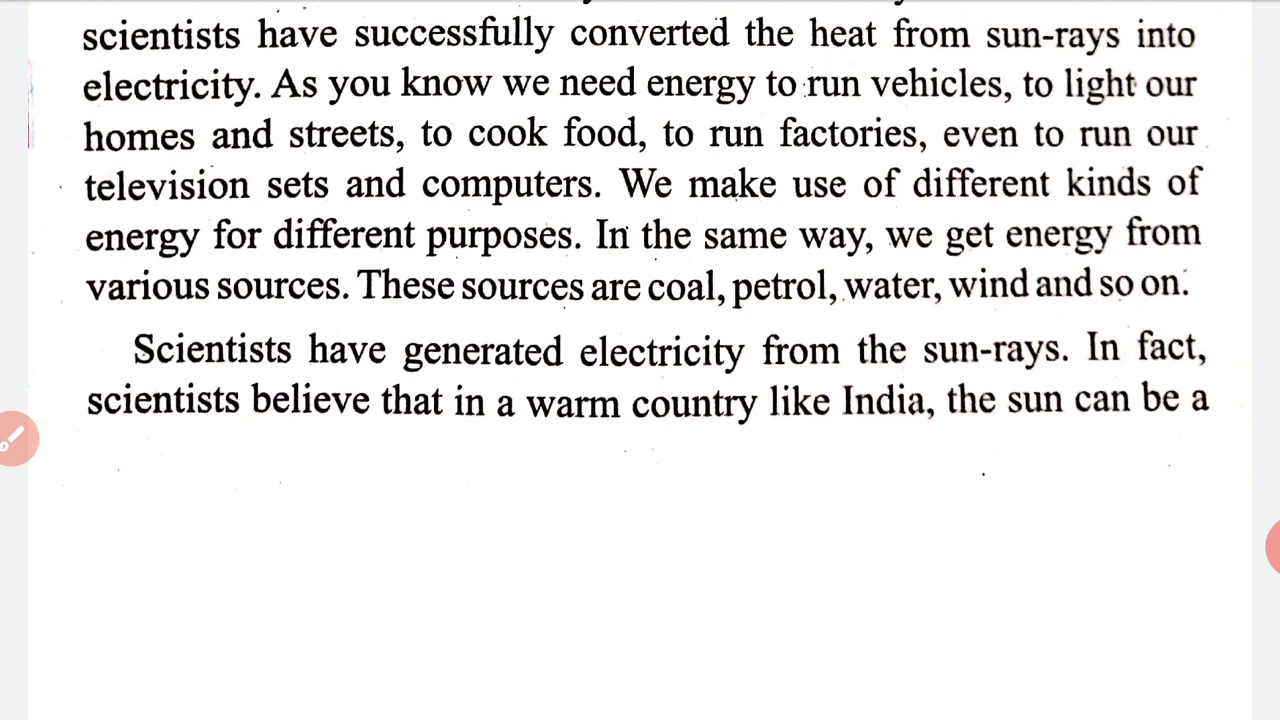 scientists have successfully converted the heat from sun-rays into
electricity. As you know we need energy to run vehicles, to light our
homes and streets, to cook food, to run factories, even to run our
television sets and computers. We make use of different kinds of
energy for different purposes. In the same way, we get energy from
various sources. These sources are coal, petrol, water, wind and so on.
Scientists have generated electricity from the sun-rays. In fact,
scientists believe that in a warm country like India, the sun can be a